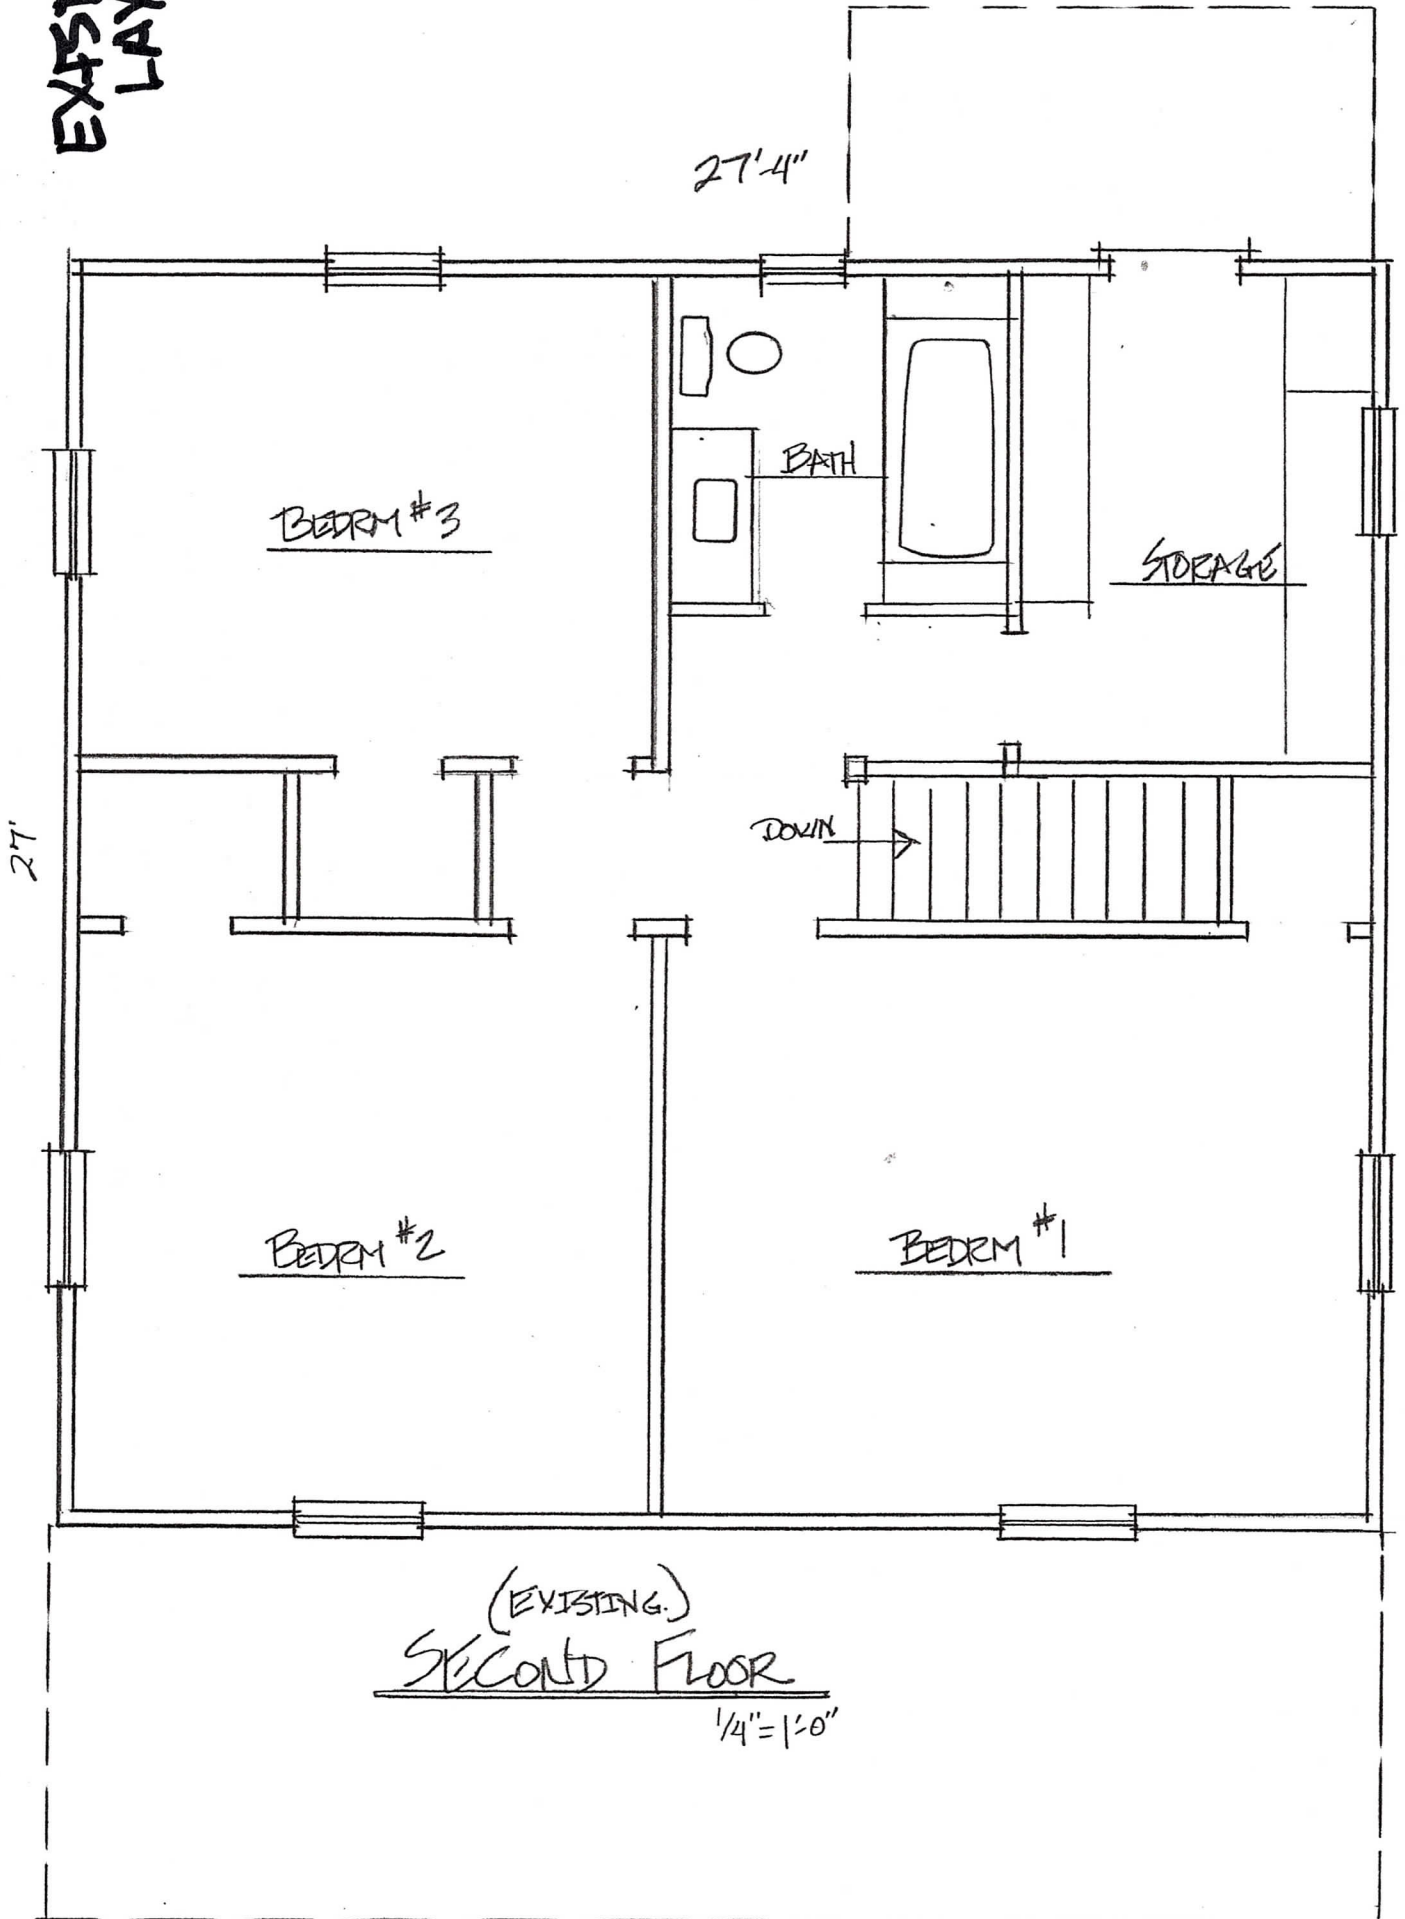 27'-4"
BATH
BEDRM #3
STORAGE
DOWN
27'
BEDRM #2
BEDRM #1
(EXISTING.)
SECOND FLOOR
1/4"=1'-0"